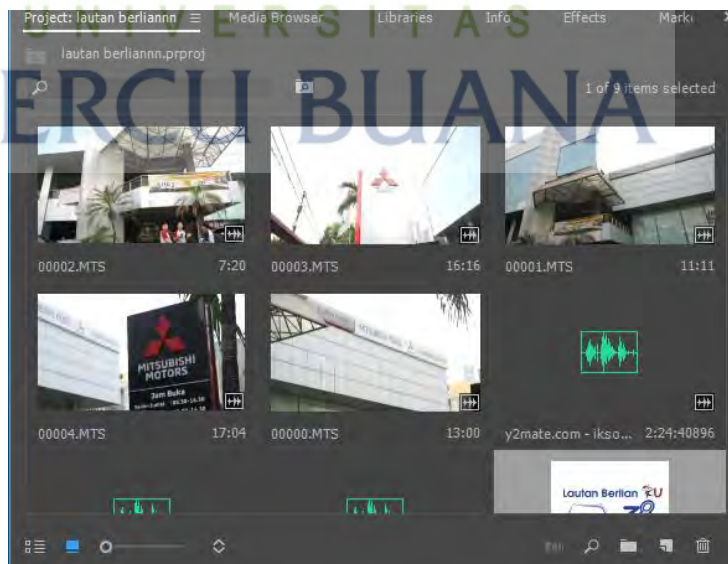 Project: lautan berliannn
Media Browser
Libraries
Info
Effects
UNIVERSITAS
lautan berliannn.prproj
1 of 9 items selected
ERCU BUANA
00002.MTS 7:20
00003.MTS 16:16
00001.MTS 11:11
MITSUBISHI
MOTORS
Jam Buka
00004.MTS 17:04
00000.MTS 13:00
y2mate.com - ikso... 2:24:40896
Lautan Berlian